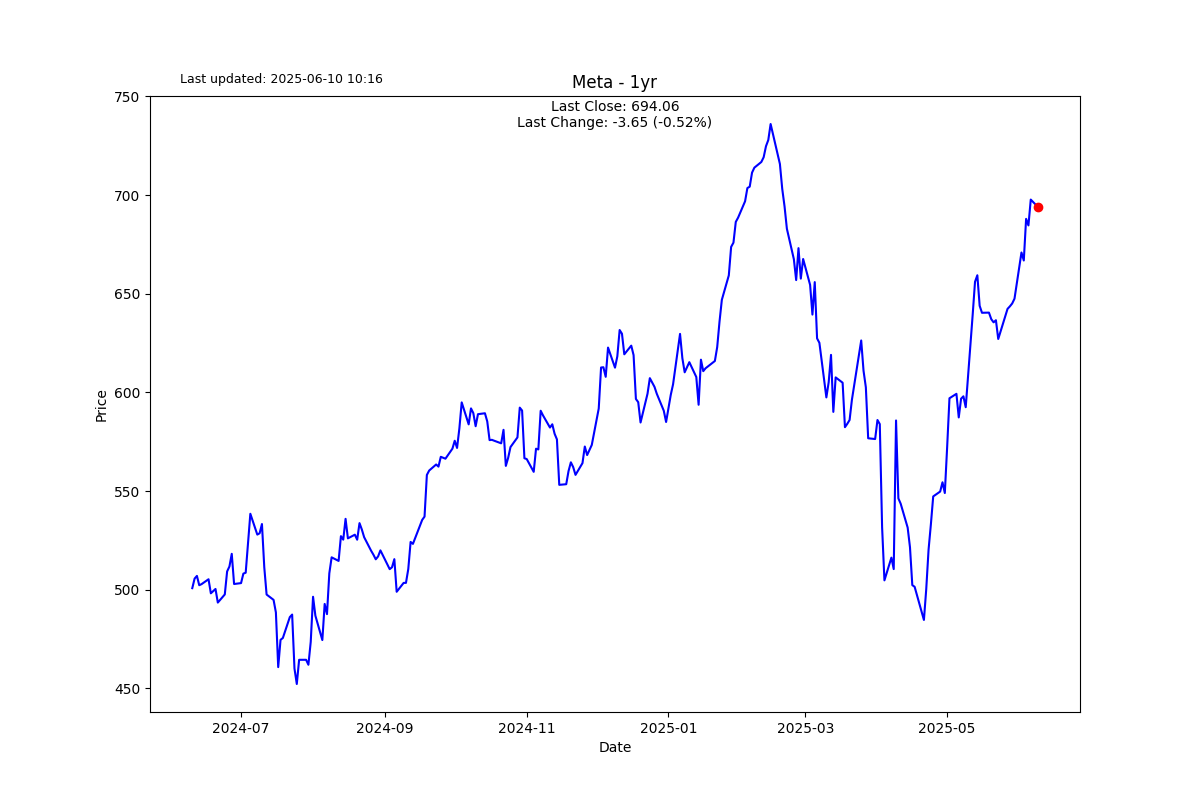 Last updated: 2025-06-10 10:16
Meta - 1yr
Last Close: 694.06
Last Change: -3.65 (-0.52%)
750
700
650
600
550
500
450
Price
2024-07
2024-09
2024-11
2025-01
2025-03
2025-05
Date